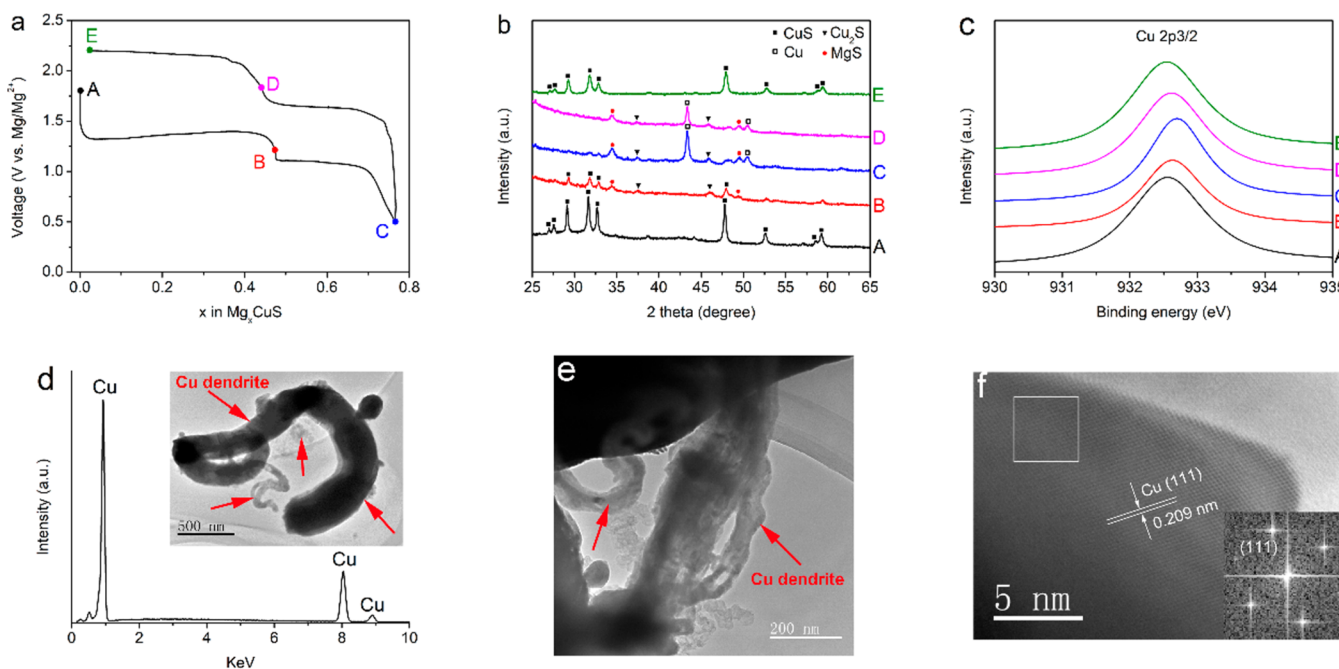 a
2.5
2.0
1.5
1.0
0.5
0.0
Voltage (V vs. Mg/Mg²⁺)
E
A
D
B
C
0.0 0.2 0.4 0.6 0.8
x in MgₓCuS
b
CuS Cu₂S
Cu MgS
E
D
C
B
A
Intensity (a.u.)
25 30 35 40 45 50 55 60 65
2 theta (degree)
c
Cu 2p3/2
Intensity (a.u.)
930 931 932 933 934 935
Binding energy (eV)
d
Cu
Cu dendrite
500 nm
Cu
Cu
Intensity (a.u.)
0 2 4 6 8 10
KeV
e
Cu dendrite
200 nm
f
Cu (111)
0.209 nm
(111)
5 nm